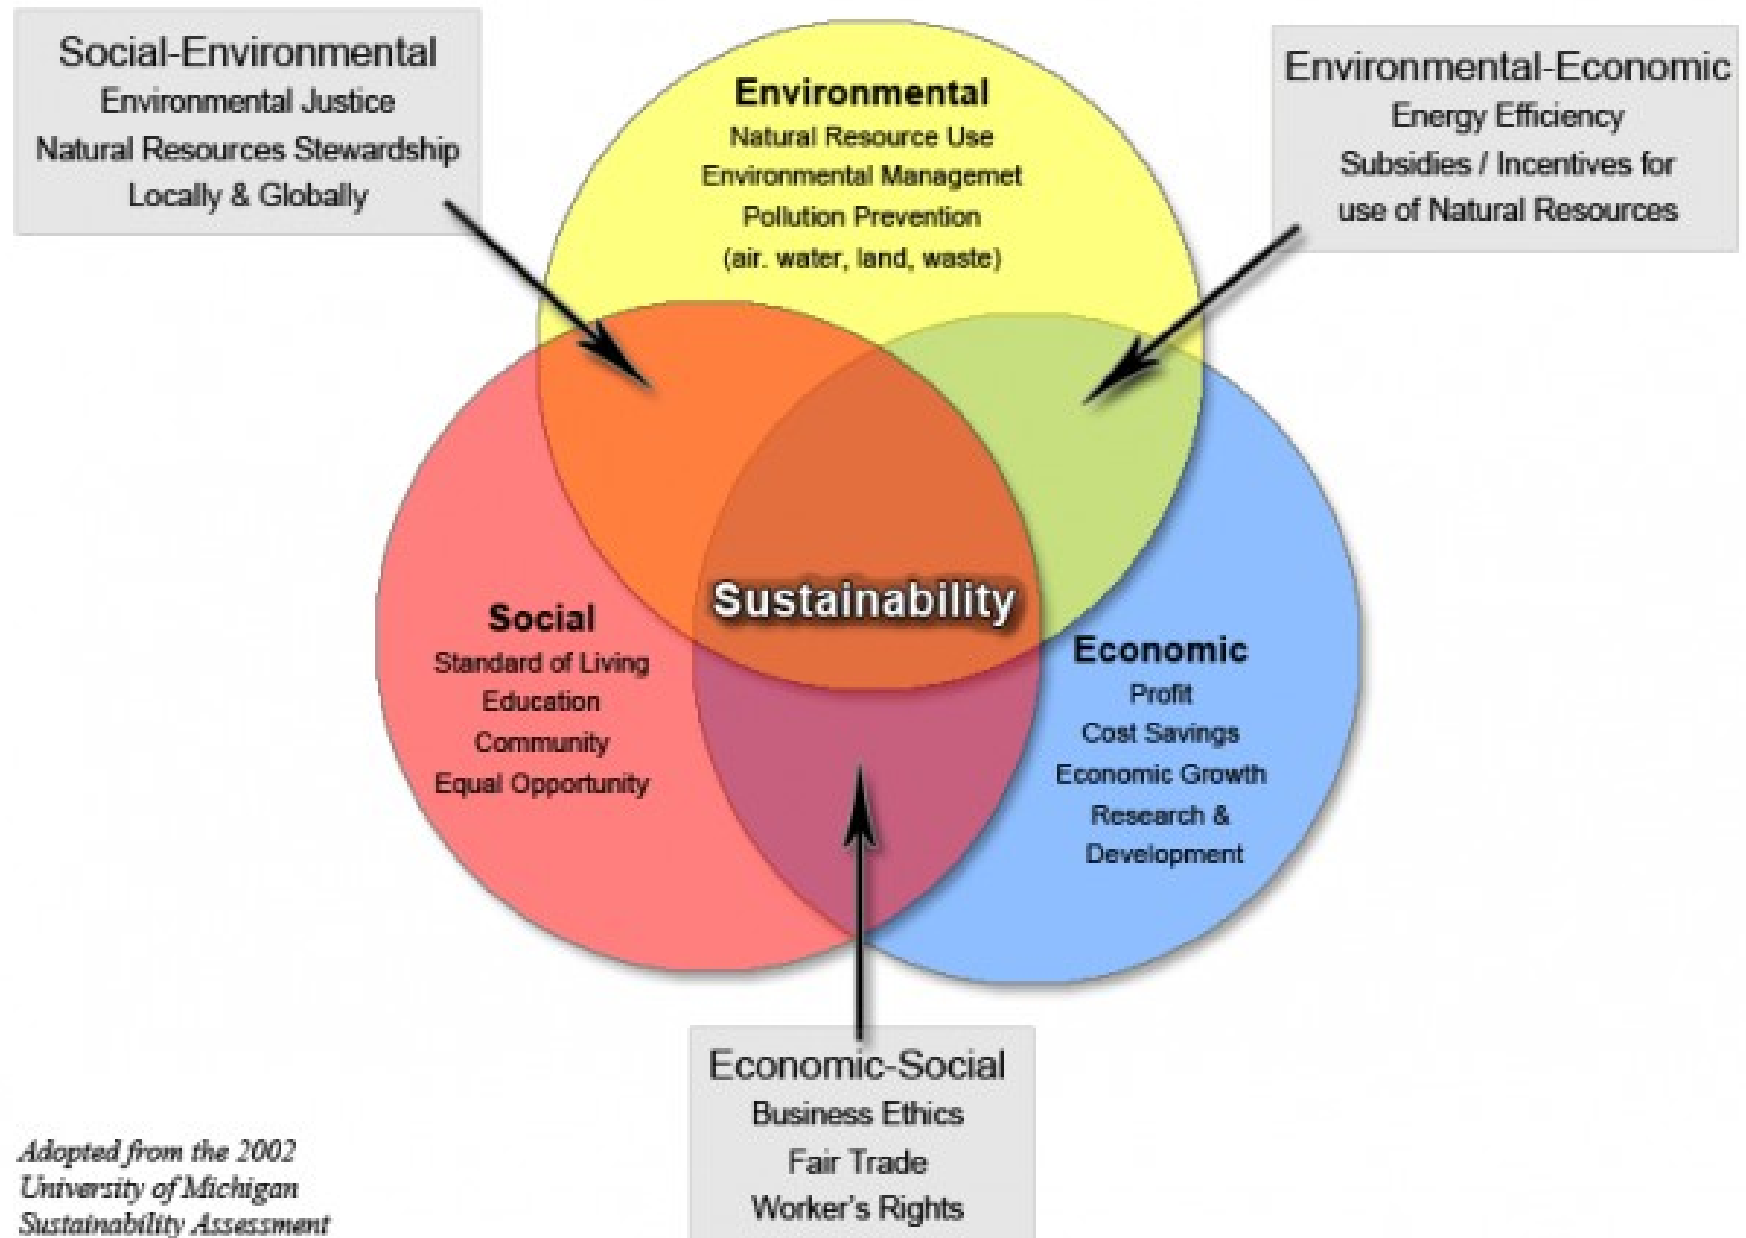 Social-Environmental
Environmental Justice
Natural Resources Stewardship
Locally & Globally
Environmental
Natural Resource Use
Environmental Managemet
Pollution Prevention
(air. water, land, waste)
Environmental-Economic
Energy Efficiency
Subsidies / Incentives for
use of Natural Resources
Sustainability
Social
Standard of Living
Education
Community
Equal Opportunity
Economic
Profit
Cost Savings
Economic Growth
Research &
Development
Economic-Social
Business Ethics
Fair Trade
Worker's Rights
Adopted from the 2002
University of Michigan
Sustainability Assessment